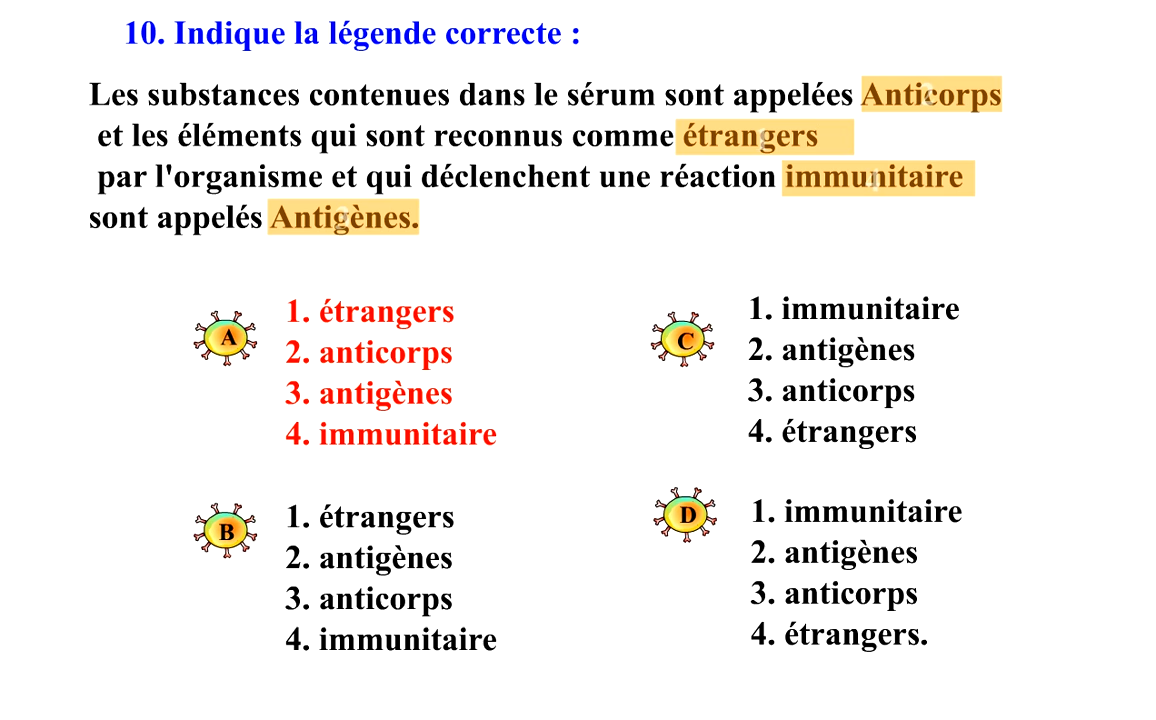 10. Indique la légende correcte :
Les substances contenues dans le sérum sont appelées Anticorps
et les éléments qui sont reconnus comme étrangers
par l'organisme et qui déclenchent une réaction immunitaire
sont appelés Antigènes.
A
1. étrangers
2. anticorps
3. antigènes
4. immunitaire
C
1. immunitaire
2. antigènes
3. anticorps
4. étrangers
B
1. étrangers
2. antigènes
3. anticorps
4. immunitaire
D
1. immunitaire
2. antigènes
3. anticorps
4. étrangers.